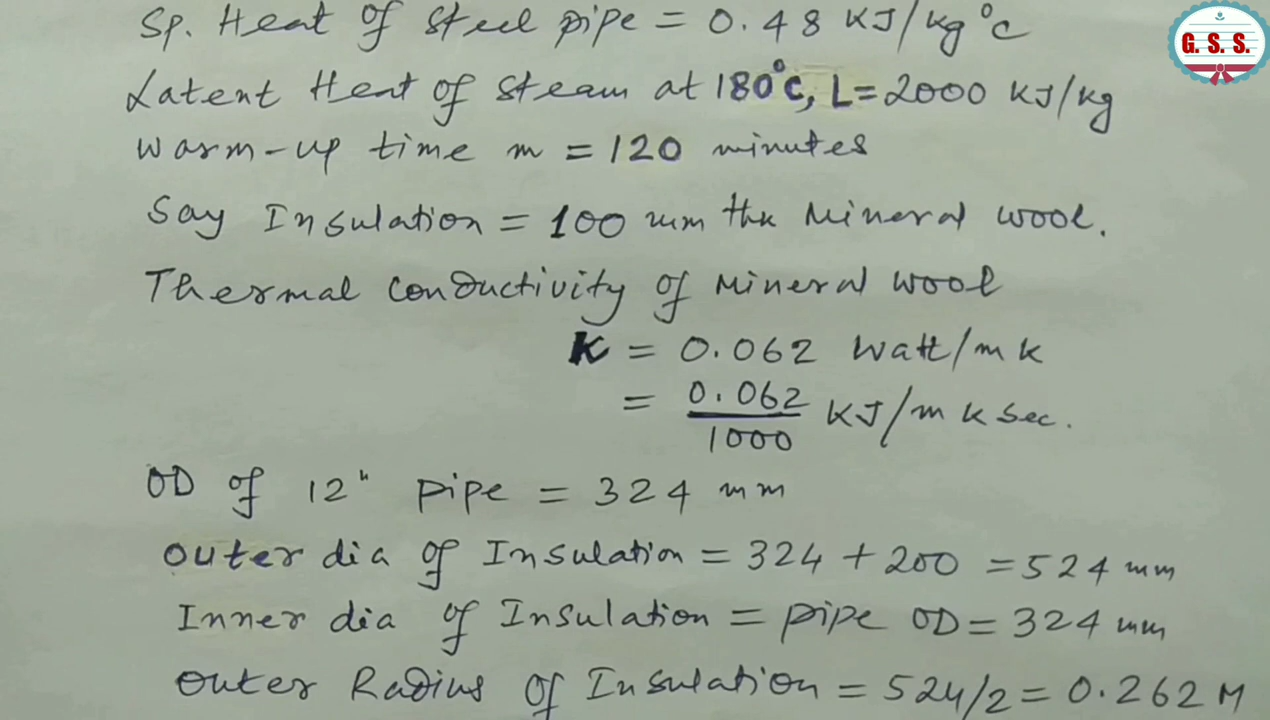 G. S. S.
Sp. Heat of Steel pipe = 0.48 KJ/kg°c
Latent Heat of steam at 180°c, L=2000 KJ/kg
Warm-up time m = 120 minutes
Say Insulation = 100 mm thk Mineral wool.
Thermal conductivity of Mineral wool
K = 0.062 Watt/m k
= 0.062/1000 KJ/m k sec.
OD of 12" pipe = 324 mm
Outer dia of Insulation = 324 + 200 = 524 mm
Inner dia of Insulation = pipe OD = 324 mm
Outer Radius of Insulation = 524/2 = 0.262 M